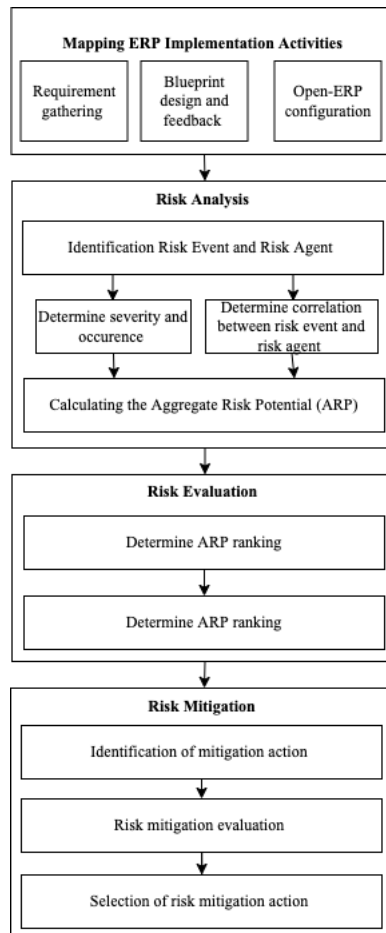 Mapping ERP Implementation Activities
Requirement
gathering
Blueprint
design and
feedback
Open-ERP
configuration
Risk Analysis
Identification Risk Event and Risk Agent
Determine severity and
occurence
Determine correlation
between risk event and
risk agent
Calculating the Aggregate Risk Potential (ARP)
Risk Evaluation
Determine ARP ranking
Determine ARP ranking
Risk Mitigation
Identification of mitigation action
Risk mitigation evaluation
Selection of risk mitigation action